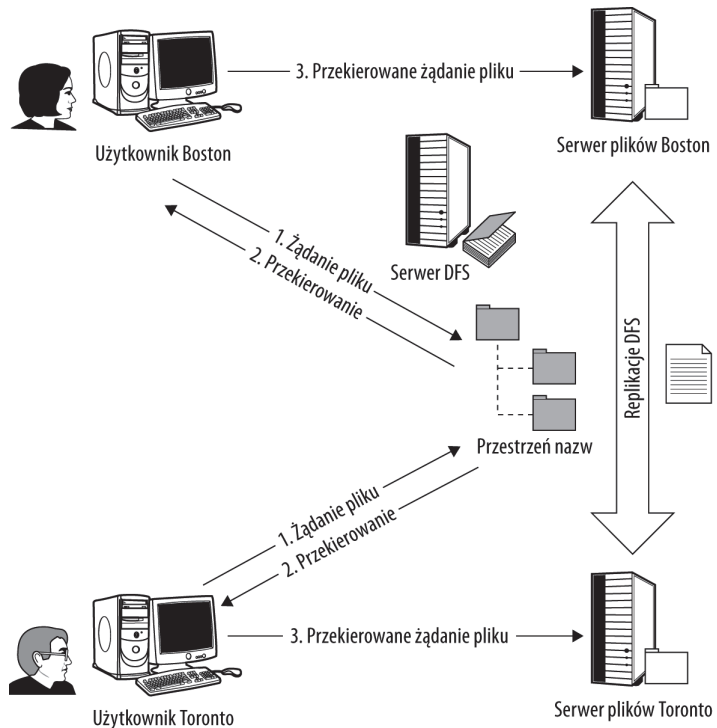 3. Przekierowane żądanie pliku
Użytkownik Boston
Serwer plików Boston
1. Żądanie pliku
2. Przekierowanie
Serwer DFS
Replikacje DFS
Przestrzeń nazw
1. Żądanie pliku
2. Przekierowanie
3. Przekierowane żądanie pliku
Użytkownik Toronto
Serwer plików Toronto